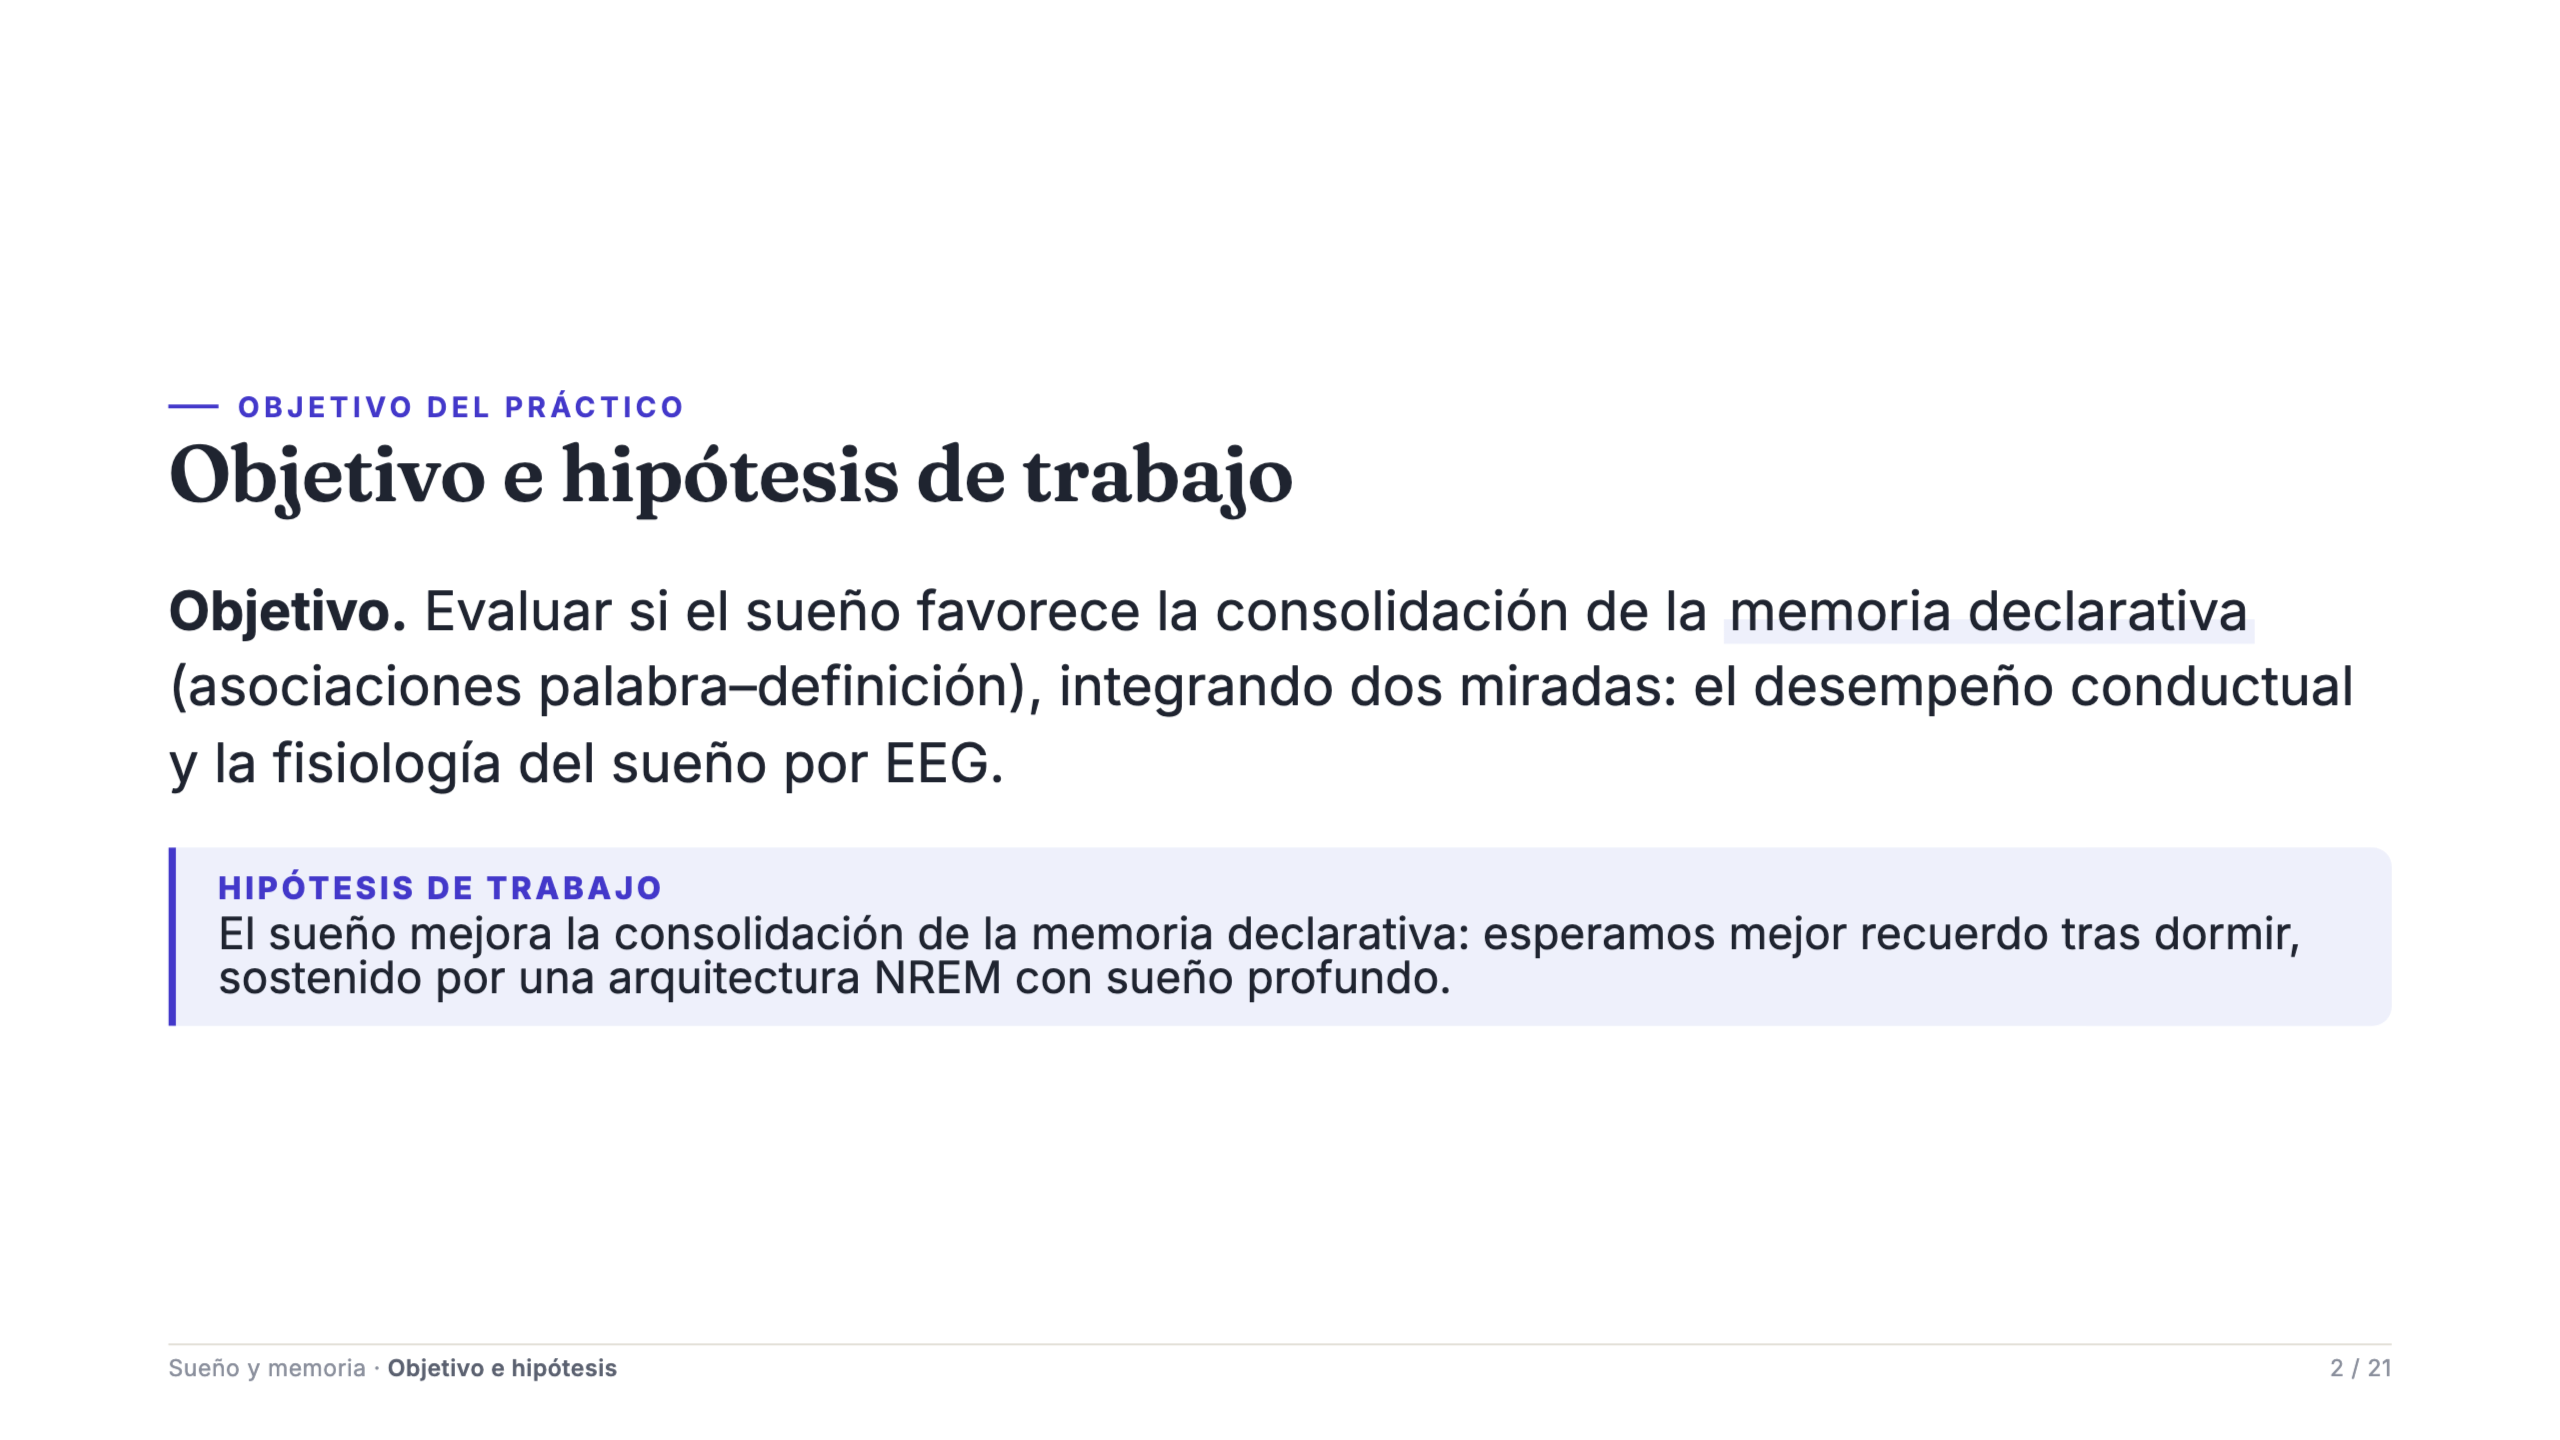 OBJETIVO DEL PRÁCTICO
Objetivo e hipótesis de trabajo
Objetivo. Evaluar si el sueño favorece la consolidación de la memoria declarativa
(asociaciones palabra–definición), integrando dos miradas: el desempeño conductual
y la fisiología del sueño por EEG.
HIPÓTESIS DE TRABAJO
El sueño mejora la consolidación de la memoria declarativa: esperamos mejor recuerdo tras dormir,
sostenido por una arquitectura NREM con sueño profundo.
Sueño y memoria · Objetivo e hipótesis
2 / 21